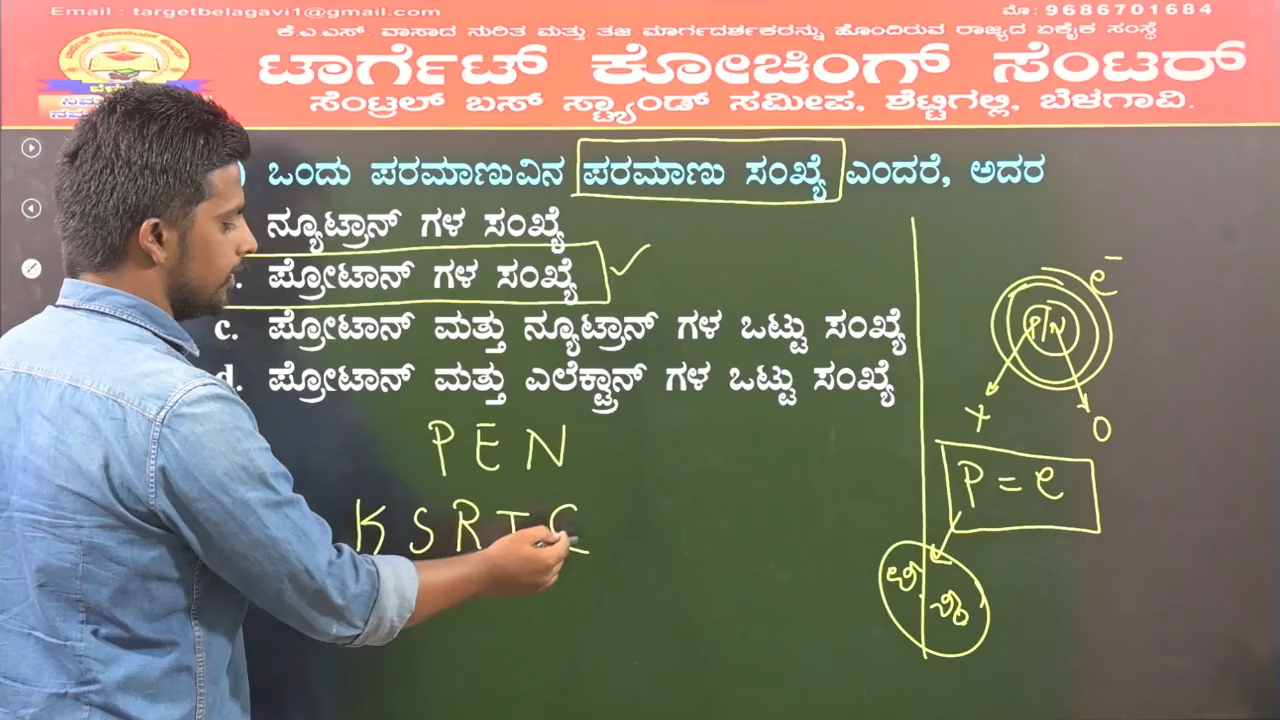 Email : targetbelagavi1@gmail.com
ಮೊ: 9686701684
ಕೆ.ಎ.ಎಸ್. ವಾಸಾದ ನುರಿತ ಮತ್ತು ತಜ ಮಾರ್ಗದರ್ಶಕರನ್ನು ಹೊಂದಿರುವ ರಾಜ್ಯದ ಏಕೈಕ ಸಂಸ್ಥೆ
ಟಾರ್ಗೆಟ್ ಕೋಚಿಂಗ್ ಸೆಂಟರ್
ಸೆಂಟ್ರಲ್ ಬಸ್ ಸ್ಟ್ಯಾಂಡ್ ಸಮೀಪ, ಶೆಟ್ಟಿಗಲ್ಲಿ, ಬೆಳಗಾವಿ.
) ಒಂದು ಪರಮಾಣುವಿನ ಪರಮಾಣು ಸಂಖ್ಯೆ ಎಂದರೆ, ಅದರ
ನ್ಯೂಟ್ರಾನ್ ಗಳ ಸಂಖ್ಯೆ
. ಪ್ರೋಟಾನ್ ಗಳ ಸಂಖ್ಯೆ
c. ಪ್ರೋಟಾನ್ ಮತ್ತು ನ್ಯೂಟ್ರಾನ್ ಗಳ ಒಟ್ಟು ಸಂಖ್ಯೆ
d. ಪ್ರೋಟಾನ್ ಮತ್ತು ಎಲೆಕ್ಟ್ರಾನ್ ಗಳ ಒಟ್ಟು ಸಂಖ್ಯೆ
PEN
KSRTC
e⁻
P/N
+ 0
P = e